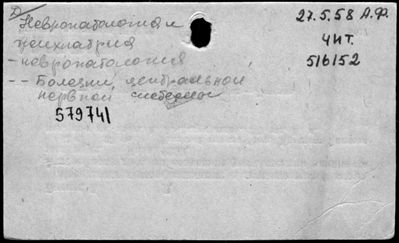 Д) Невропатология и
психиатрия
- невропатология
-- Болезни центральной
нервной системы
579741
27.5.58 А.Ф.
Чит.
516152